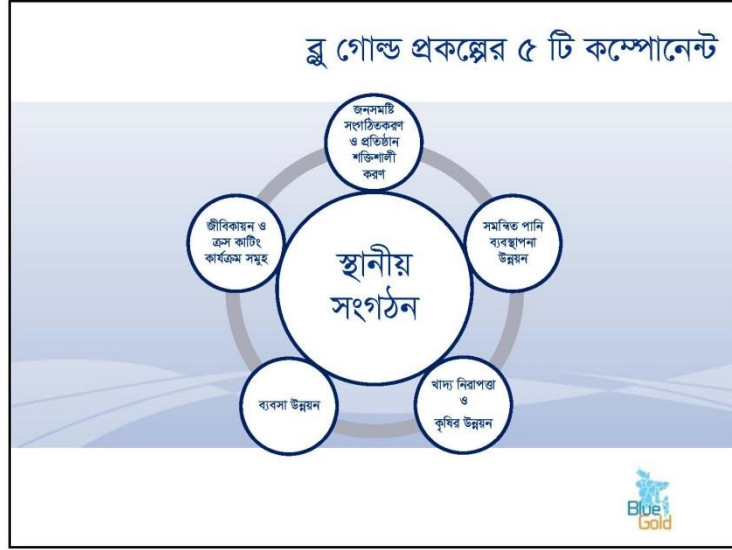 ব্লু গোল্ড প্রকল্পের ৫ টি কম্পোনেন্ট
জনসমষ্টি
সংগঠিতকরণ
ও প্রতিষ্ঠান
শক্তিশালী
করণ
সমন্বিত পানি
ব্যবস্থাপনা
উন্নয়ন
খাদ্য নিরাপত্তা
ও
কৃষির উন্নয়ন
ব্যবসা উন্নয়ন
জীবিকায়ন ও
ক্রস কাটিং
কার্যক্রম সমুহ
স্থানীয়
সংগঠন
Blue
Gold